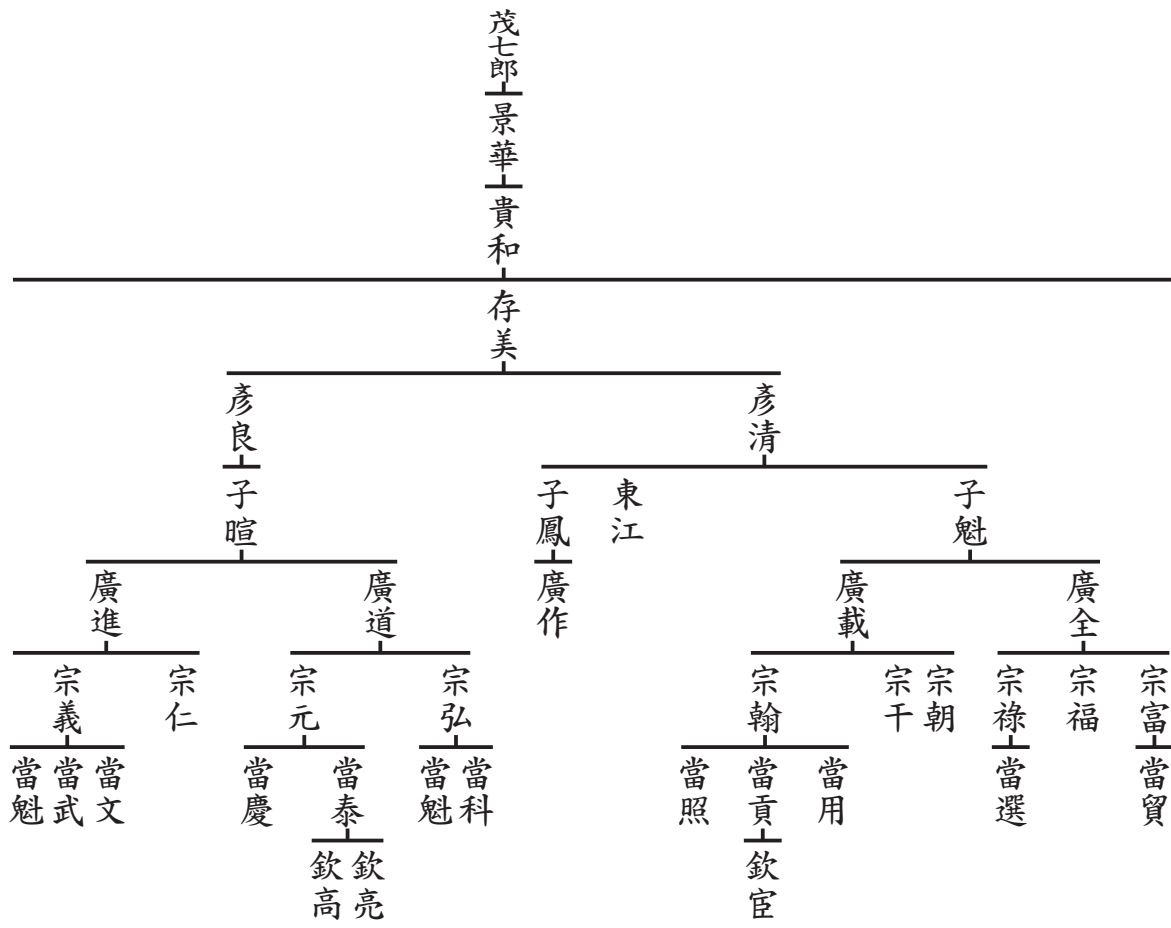 茂七郎
景華
貴和
存美
彥清
彥良
子魁
東江
子鳳
子暄
廣全
廣載
廣作
廣道
廣進
宗富
宗福
宗祿
宗朝
宗干
宗翰
宗弘
宗元
宗仁
宗義
當貿
當選
當用
當貢
當照
當科
當魁
當泰
當慶
當文
當武
當魁
欽宦
欽亮
欽高